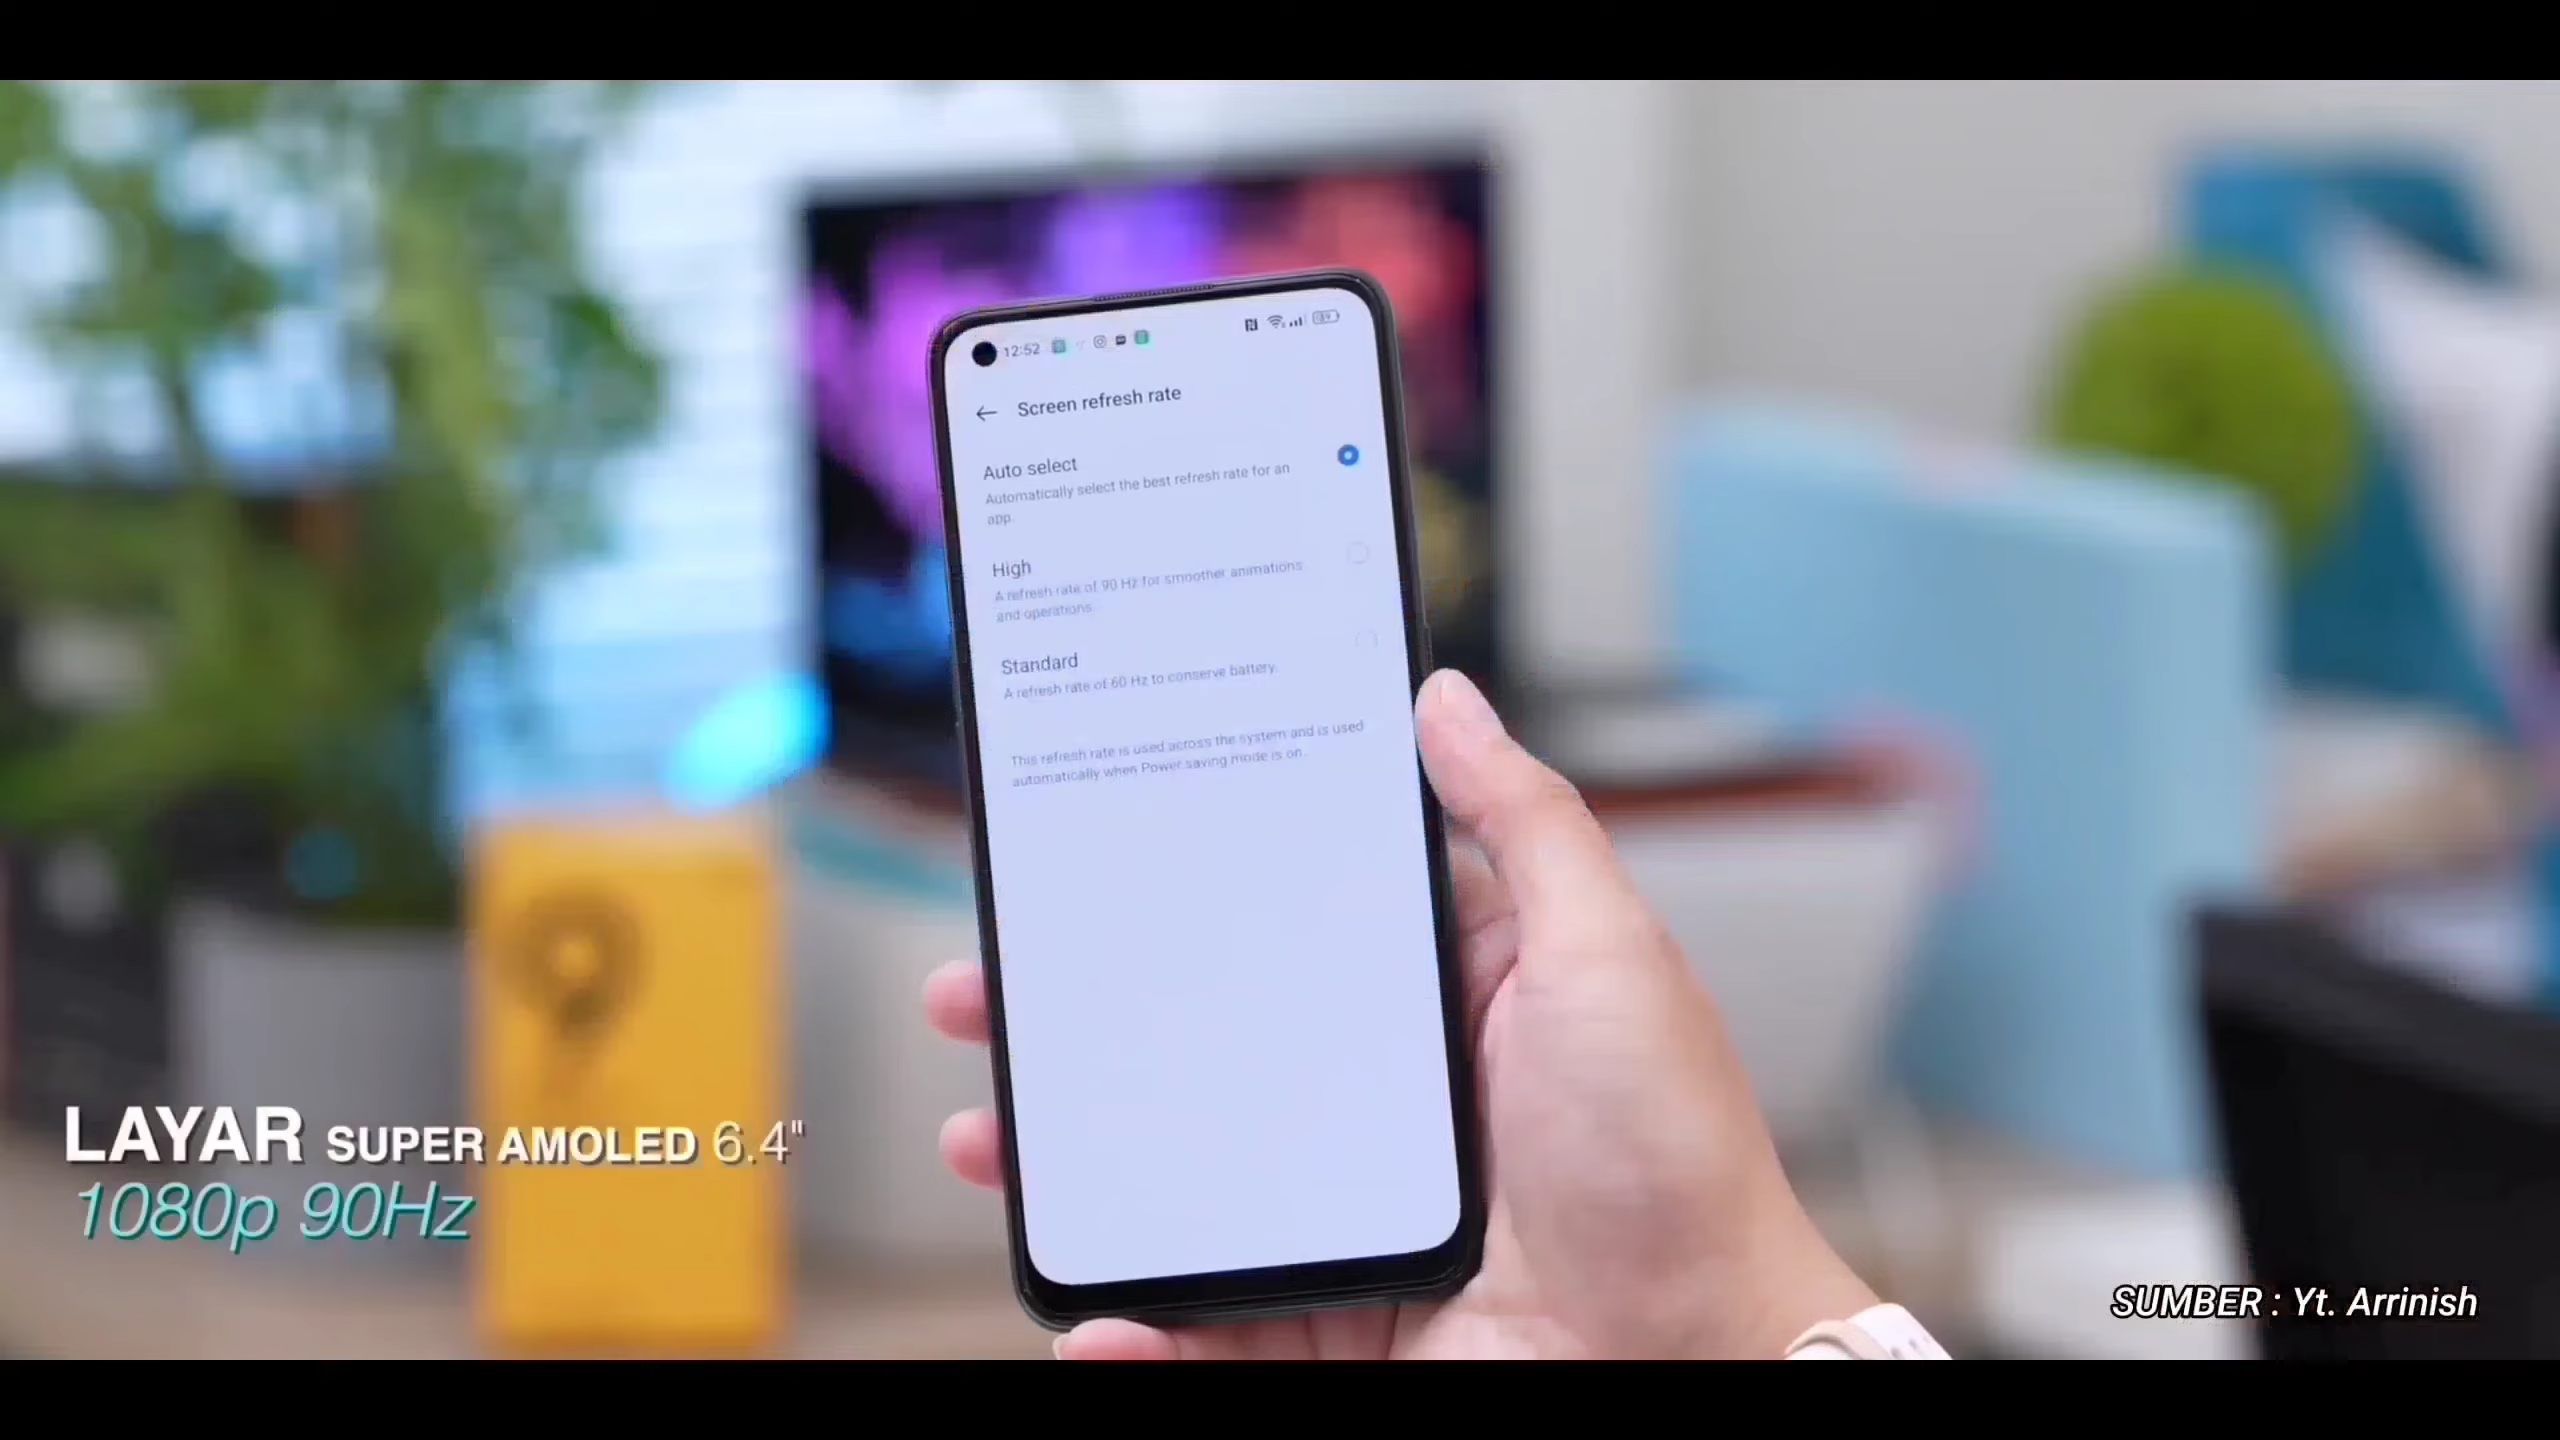 12:52
Screen refresh rate
Auto select
Automatically select the best refresh rate for an
app.
High
A refresh rate of 90 Hz for smoother animations
and operations.
Standard
A refresh rate of 60 Hz to conserve battery.
This refresh rate is used across the system and is used
automatically when Power saving mode is on.
LAYAR SUPER AMOLED 6.4"
1080p 90Hz
SUMBER : Yt. Arrinish